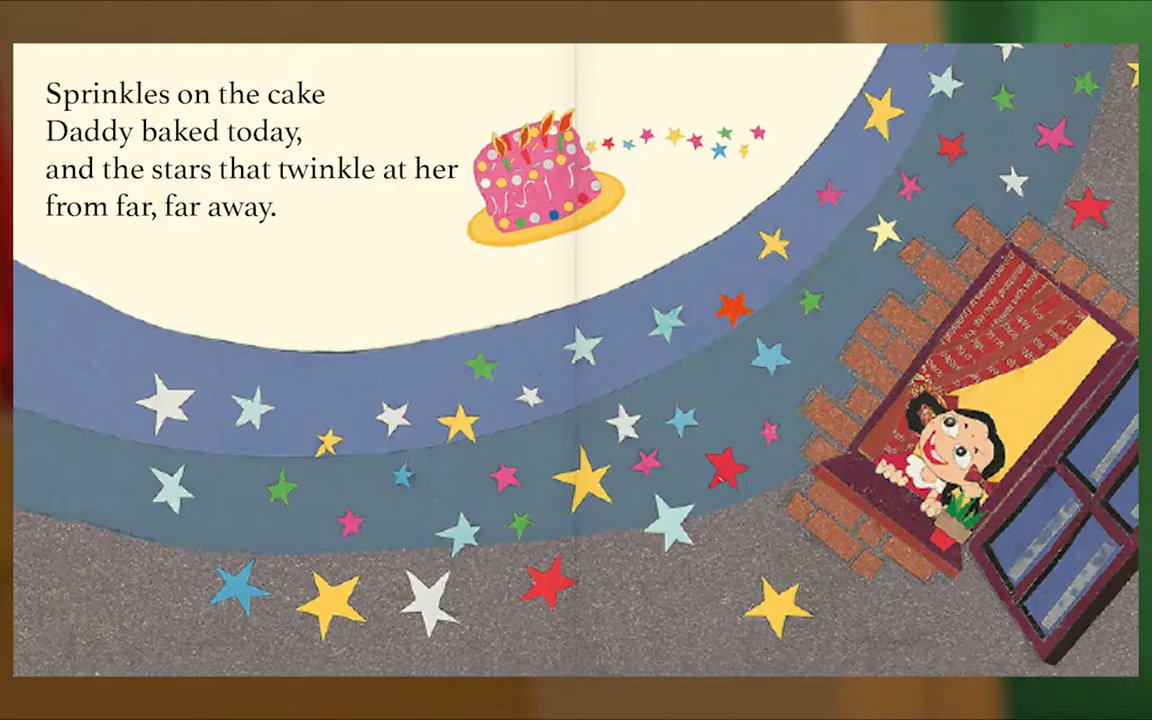 Sprinkles on the cake
Daddy baked today,
and the stars that twinkle at her
from far, far away.